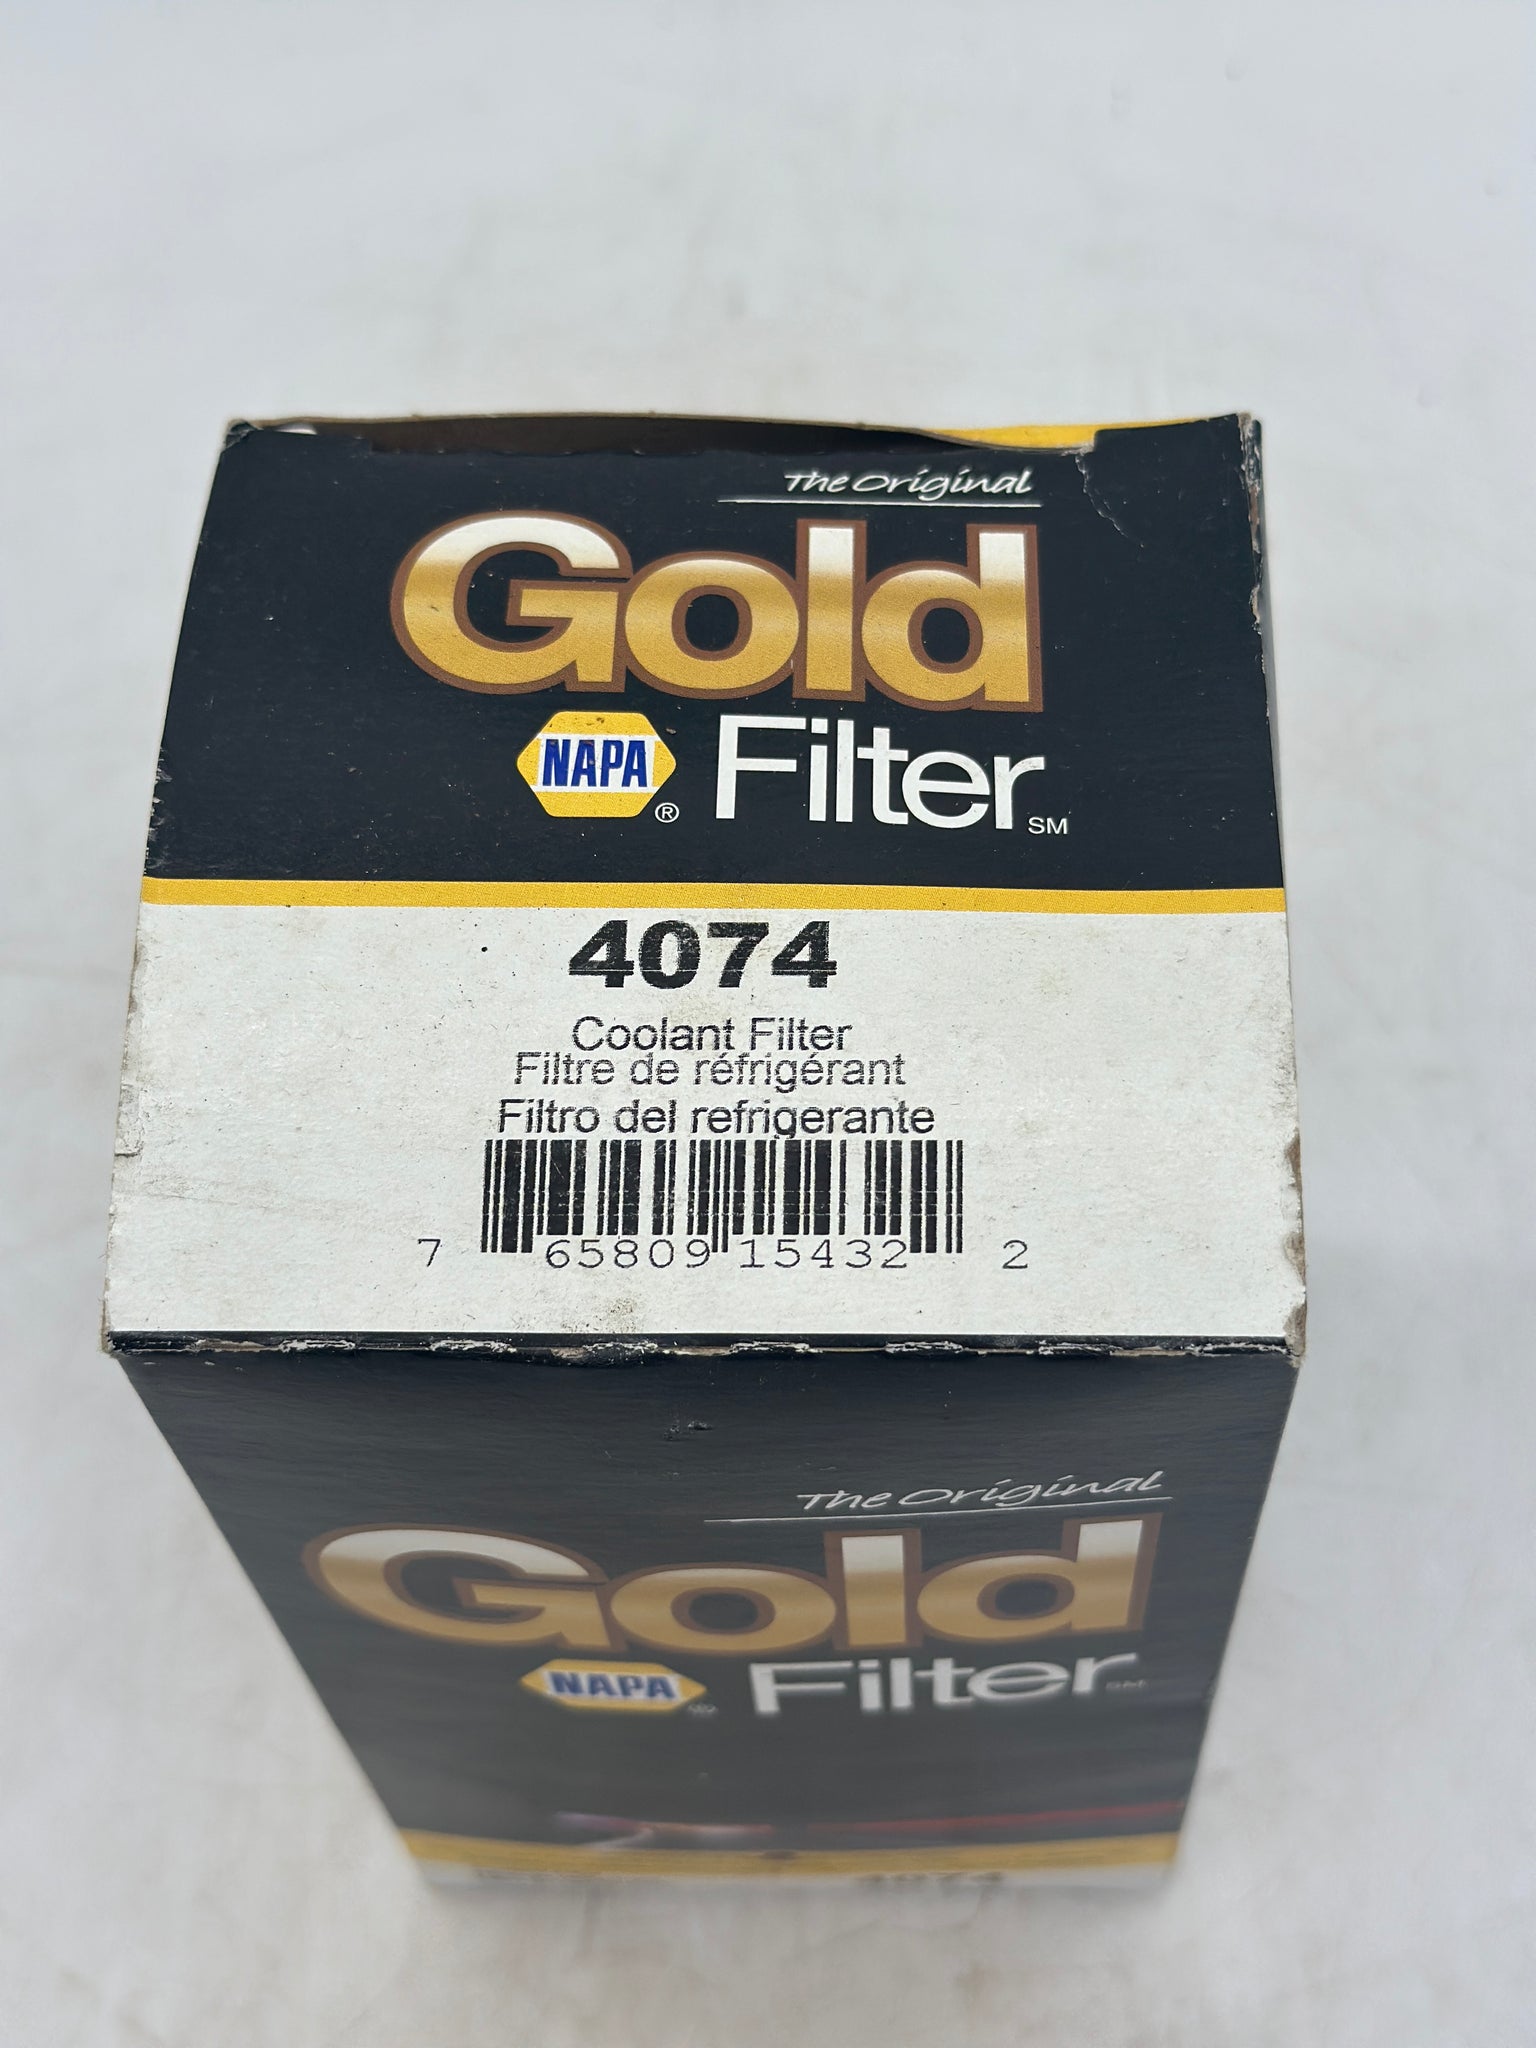 The Original
Gold
NAPA® Filter SM
4074
Coolant Filter
Filtre de réfrigérant
Filtro del refrigerante
7 65809 15432 2
The Original
Gold
NAPA Filter
4074